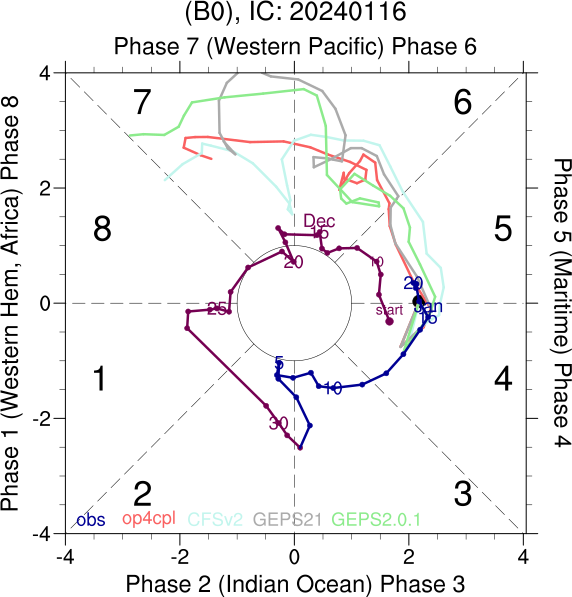 (B0), IC: 20240116
Phase 7 (Western Pacific) Phase 6
4
7
6
2
Dec
15
8
5
20
10
20
start
Jan
25
15
0
5
1
10
4
-2
30
2
3
obs op4cpl CFSv2 GEPS21 GEPS2.0.1
-4
-4 -2 0 2 4
Phase 2 (Indian Ocean) Phase 3
Phase 1 (Western Hem, Africa) Phase 8
Phase 5 (Maritime) Phase 4